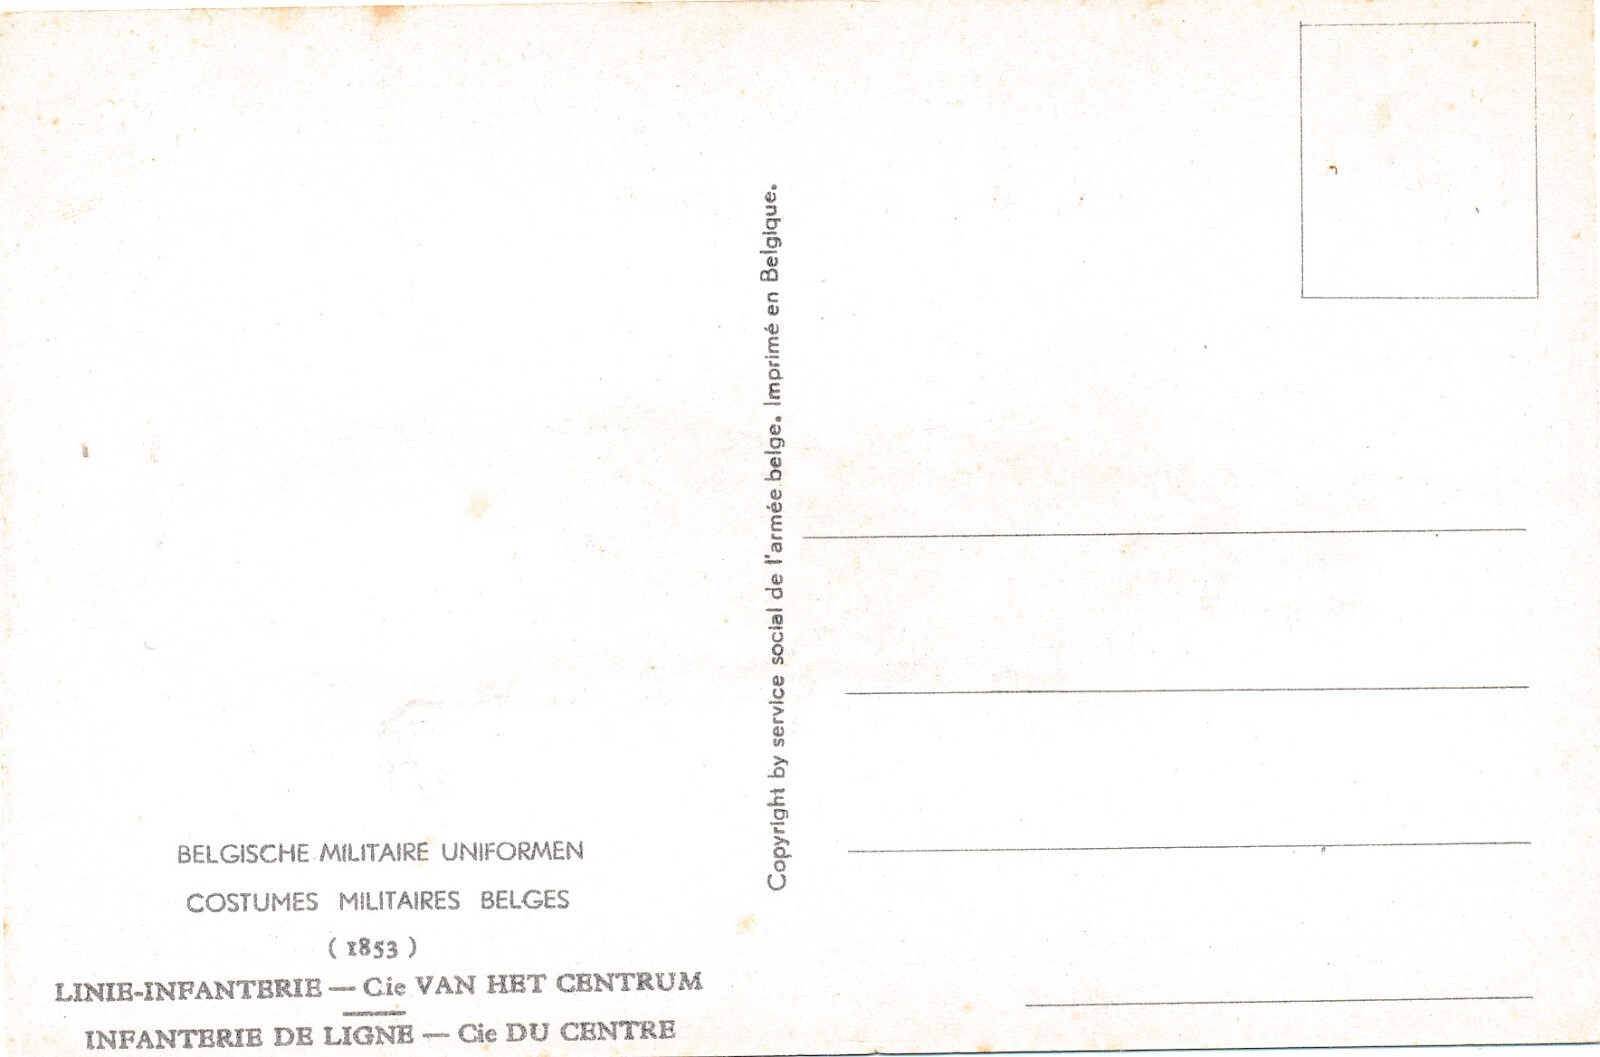 BELGISCHE MILITAIRE UNIFORMEN
COSTUMES MILITAIRES BELGES
( 1853 )
LINIE-INFANTERIE — Cie VAN HET CENTRUM
INFANTERIE DE LIGNE — Cie DU CENTRE
Copyright by service social de l'armée belge. Imprimé en Belgique.